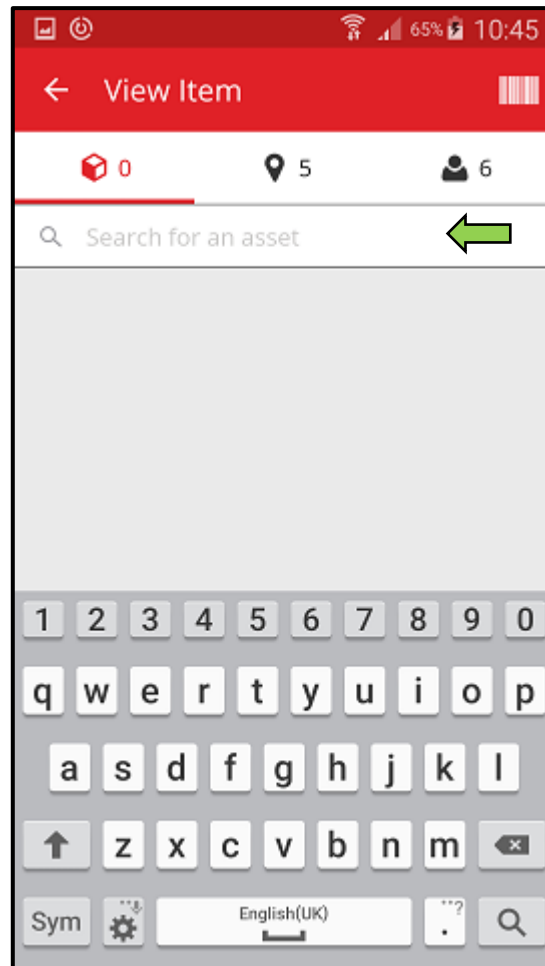 65% 10:45
View Item
0 5 6
Search for an asset
1 2 3 4 5 6 7 8 9 0
q w e r t y u i o p
a s d f g h j k l
z x c v b n m
Sym English(UK) . ?